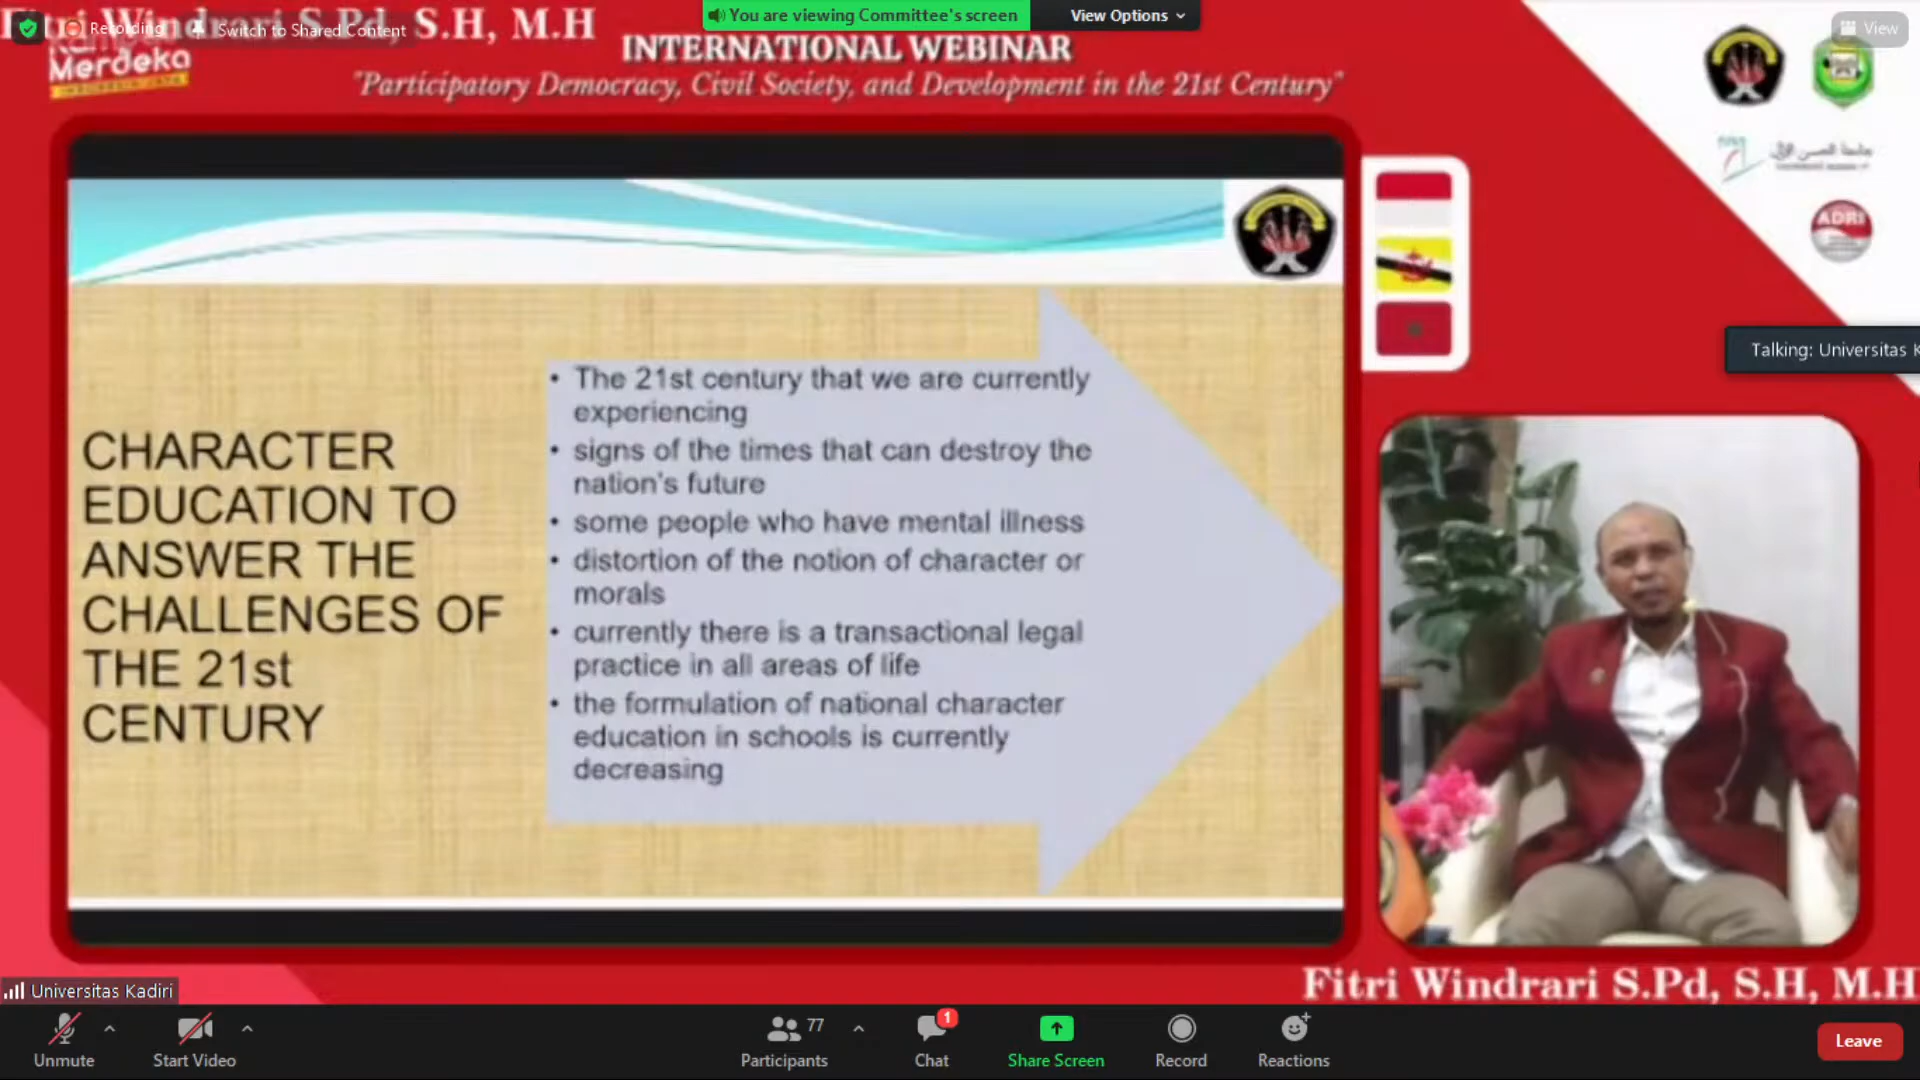 Fitri Windrari S.Pd, S.H, M.H
Recording
Switch to Shared Content
You are viewing Committee's screen
View Options
View
Merdeka
INTERNATIONAL WEBINAR
"Participatory Democracy, Civil Society, and Development in the 21st Century"
ADRI
Talking: Universitas K
CHARACTER
EDUCATION TO
ANSWER THE
CHALLENGES OF
THE 21st
CENTURY
• The 21st century that we are currently
experiencing
• signs of the times that can destroy the
nation's future
• some people who have mental illness
• distortion of the notion of character or
morals
• currently there is a transactional legal
practice in all areas of life
• the formulation of national character
education in schools is currently
decreasing
Fitri Windrari S.Pd, S.H, M.H
Universitas Kadiri
Unmute
Start Video
77
Participants
1
Chat
Share Screen
Record
Reactions
Leave